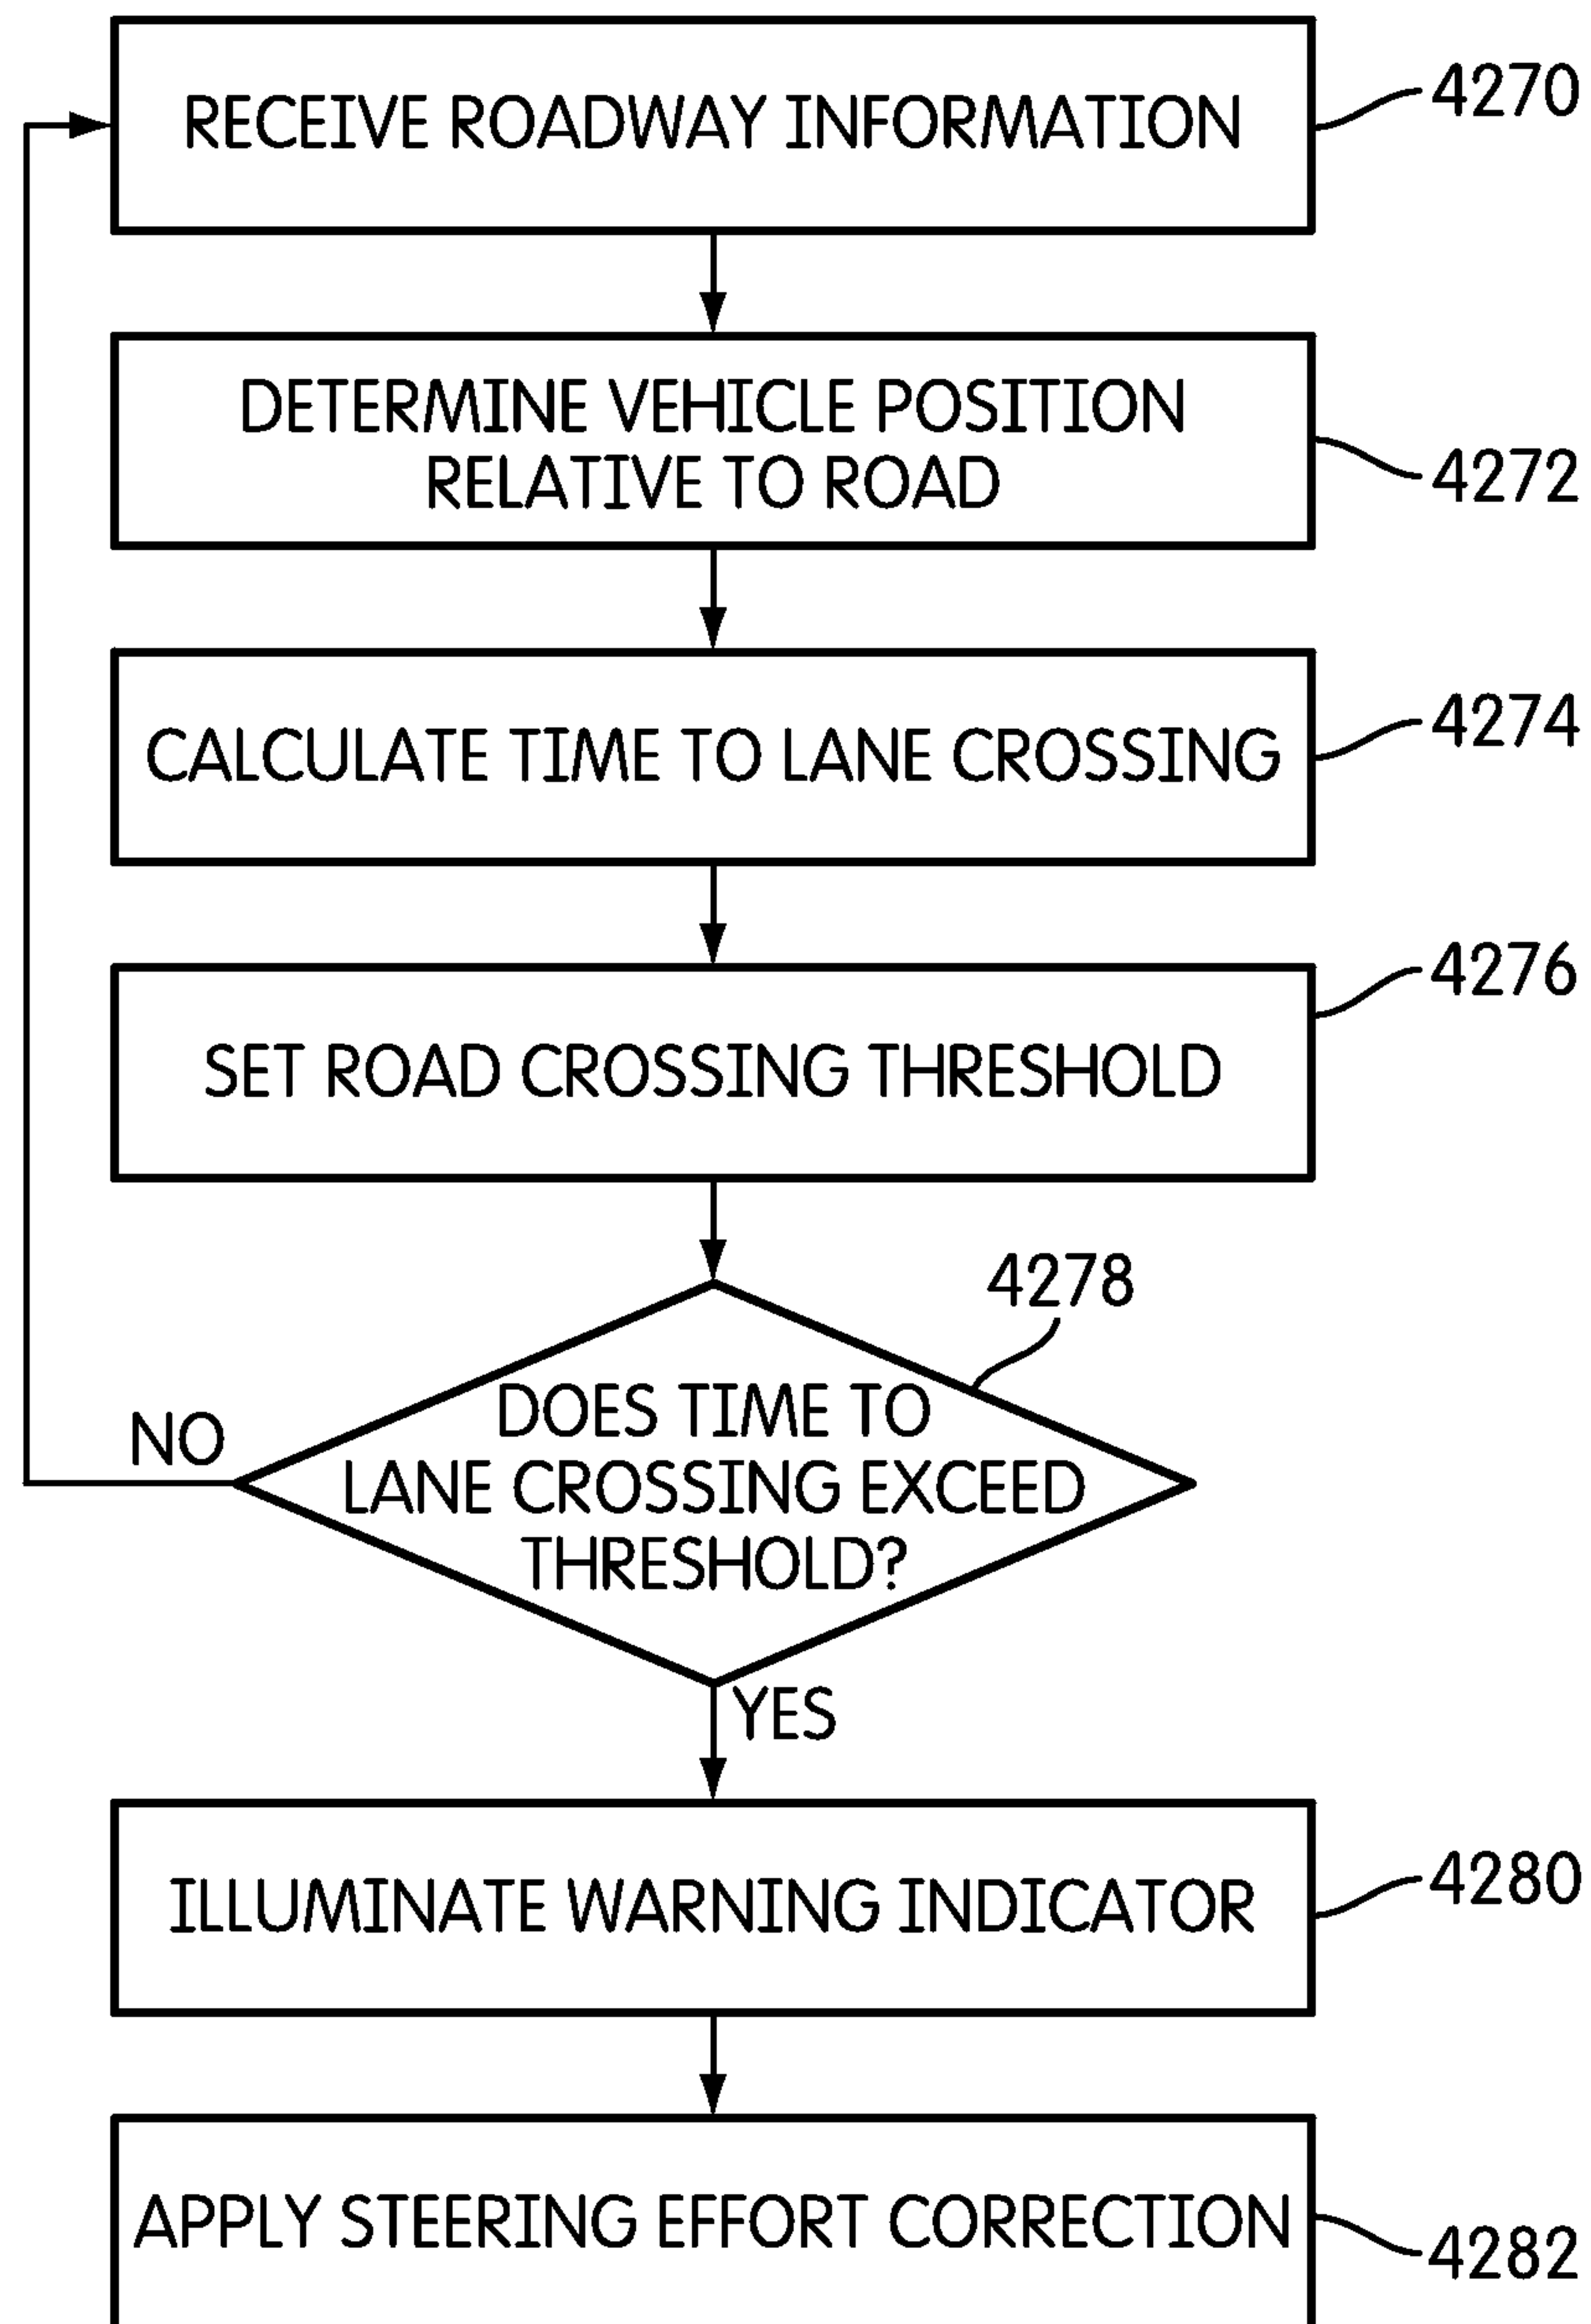 RECEIVE ROADWAY INFORMATION
4270
DETERMINE VEHICLE POSITION
RELATIVE TO ROAD
4272
CALCULATE TIME TO LANE CROSSING
4274
SET ROAD CROSSING THRESHOLD
4276
4278
DOES TIME TO
LANE CROSSING EXCEED
THRESHOLD?
NO
YES
ILLUMINATE WARNING INDICATOR
4280
APPLY STEERING EFFORT CORRECTION
4282